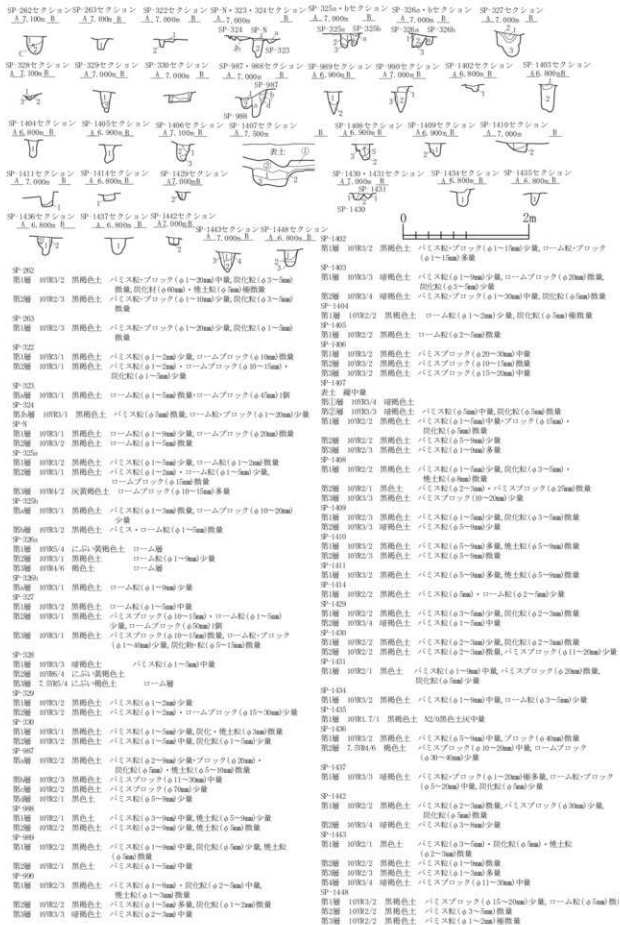 SP-262セクション SP-263セクション SP-322セクション SP-N・323・324セクション SP-325a・bセクション SP-326a・bセクション SP-327セクション
SP-328セクション SP-329セクション SP-330セクション SP-987・988セクション SP-989セクション SP-990セクション SP-1402セクション SP-1403セクション
SP-1404セクション SP-1405セクション SP-1406セクション SP-1407セクション SP-1408セクション SP-1409セクション SP-1410セクション
表土
SP-1411セクション SP-1414セクション SP-1429セクション SP-1430・1431セクション SP-1434セクション SP-1435セクション
SP-1436セクション SP-1437セクション SP-1442セクション SP-1443セクション SP-1448セクション
0 2m
SP-262
第1層 10YR3/2 黒褐色土 パミス粒・ブロック(φ1~20㎜)中量,炭化粒(φ3~5㎜)
微量,炭化材(φ60㎜)・焼土粒(φ5㎜)極微量
第2層 10YR2/3 黒褐色土 パミス粒・ブロック(φ1~10㎜)少量,炭化粒(φ3~5㎜)
微量
SP-263
第1層 10YR2/3 黒褐色土 パミス粒・ブロック(φ1~20㎜)少量,炭化粒(φ1~5㎜)
微量
SP-322
第1層 10YR3/1 黒褐色土 パミス粒(φ1~2㎜)少量,ロームブロック(φ10㎜)微量
第2層 10YR3/1 黒褐色土 パミス粒(φ1~2㎜)・ロームブロック(φ10~15㎜)・
炭化粒(φ1~5㎜)少量
SP-323
第a層 10YR3/1 黒褐色土 ローム粒(φ1~5㎜)微量・ロームブロック(φ45㎜)1個
SP-324
第b層 10YR3/1 黒褐色土 パミス粒(φ5㎜)微量,ローム粒・ブロック(φ1~20㎜)少量
SP-N
第1層 10YR3/1 黒褐色土 ローム粒(φ1~9㎜)少量,ロームブロック(φ20㎜)微量
第2層 10YR3/2 黒褐色土 ローム粒(φ1~5㎜)微量
SP-325a
第1層 10YR3/2 黒褐色土 パミス粒(φ1~5㎜)少量,ローム粒(φ1~2㎜)微量
第2層 10YR3/1 黒褐色土 パミス粒(φ1~2㎜)・ローム粒(φ1~5㎜)少量,
ロームブロック(φ15㎜)微量
第3層 10YR4/2 灰黄褐色土 ロームブロック(φ10~15㎜)多量
SP-325b
第a層 10YR3/1 黒褐色土 パミス粒(φ1~3㎜)微量,ロームブロック(φ10~20㎜)
少量
第b層 10YR3/2 黒褐色土 パミス・ローム粒(φ1~5㎜)微量
SP-326a
第1層 10YR5/4 にぶい黄褐色土 ローム層
第2層 10YR3/1 黒褐色土 ローム粒(φ1~9㎜)少量
第3層 10YR4/6 褐色土 ローム層
SP-326b
第a層 10YR3/1 黒褐色土 ローム粒(φ1~9㎜)少量
SP-327
第1層 10YR3/2 黒褐色土 ローム粒(φ1~5㎜)中量
第2層 10YR3/1 黒褐色土 パミスブロック(φ10~15㎜)・ローム粒(φ1~5㎜)
少量,ロームブロック(φ50㎜)1個
第3層 10YR3/1 黒褐色土 パミスブロック(φ10~15㎜)微量,ローム粒・ブロック
(φ1~40㎜)少量,炭化物・粒(φ5~15㎜)微量
SP-328
第1層 10YR3/3 暗褐色土 パミス粒(φ1~5㎜)中量
第2層 10YR6/4 にぶい黄橙色土
第3層 7.5YR5/4 にぶい褐色土 ローム層
SP-329
第1層 10YR3/2 黒褐色土 パミス粒(φ1~2㎜)少量
第2層 10YR3/2 黒褐色土 パミス粒(φ1~2㎜)・ロームブロック(φ15~30㎜)少量
SP-330
第1層 10YR3/1 黒褐色土 パミス粒(φ1~5㎜)少量,炭化・焼土粒(φ3㎜)微量
第2層 10YR3/2 黒褐色土 パミス粒(φ1~5㎜)中量,炭化粒(φ1~5㎜)少量
SP-987
第a層 10YR2/2 黒褐色土 パミス粒(φ2~9㎜)少量・ブロック(φ20㎜)・
炭化粒(φ5㎜)・焼土粒(φ5~10㎜)微量
第b層 10YR2/3 黒褐色土 パミスブロック(φ11~30㎜)中量
第c層 10YR2/2 黒褐色土 パミスブロック(φ70㎜)少量
第d層 10YR2/1 黒色土 パミス粒(φ5~9㎜)少量
SP-988
第1層 10YR2/1 黒色土 パミス粒(φ3~9㎜)中量,焼土粒(φ5~9㎜)少量
第2層 10YR2/2 黒褐色土 パミス粒(φ2~9㎜)少量,焼土粒(φ5㎜)微量
SP-989
第1層 10YR2/2 黒褐色土 パミス粒(φ1~9㎜)中量,炭化粒(φ5㎜)少量,焼土粒
(φ5㎜)微量
第2層 10YR2/1 黒色土 パミス粒(φ1~5㎜)中量
SP-990
第1層 10YR2/3 黒褐色土 パミス粒(φ1~8㎜)・炭化粒(φ2~5㎜)中量,
焼土粒(φ1~3㎜)微量
第2層 10YR2/2 黒褐色土 パミス粒(φ1~5㎜)多量,炭化粒(φ1~2㎜)微量
第3層 10YR3/3 暗褐色土 パミス粒(φ2~3㎜)中量
SP-1402
第1層 10YR3/2 黒褐色土 パミス粒・ブロック(φ1~15㎜)少量,ローム粒・ブロック
(φ1~15㎜)多量
SP-1403
第1層 10YR3/3 暗褐色土 パミス粒(φ1~9㎜)少量,ロームブロック(φ20㎜)微量,
炭化粒(φ3~5㎜)少量
第2層 10YR3/4 暗褐色土 パミス粒・ブロック(φ1~30㎜)中量,炭化粒(φ5㎜)微量
SP-1404
第1層 10YR2/2 黒褐色土 ローム粒(φ1~2㎜)少量,炭化粒(φ5㎜)極微量
SP-1405
第1層 10YR2/2 黒褐色土 ローム粒(φ2~5㎜)微量
SP-1406
第1層 10YR3/2 黒褐色土 パミスブロック(φ20~30㎜)中量
第2層 10YR3/2 黒褐色土 パミスブロック(φ10~15㎜)微量
第3層 10YR3/2 黒褐色土 パミスブロック(φ15~20㎜)中量
SP-1407
表土 礫中量
第①層 10YR3/4 暗褐色土
第②層 10YR3/3 暗褐色土 パミス粒(φ5㎜)中量,炭化粒(φ5㎜)微量
第1層 10YR2/2 黒褐色土 パミス粒(φ1~5㎜)中量・ブロック(φ15㎜)・
炭化粒(φ5㎜)微量
第2層 10YR2/2 黒褐色土 パミス粒(φ5~9㎜)少量
第3層 10YR2/3 黒褐色土 パミス粒(φ1~9㎜)多量
SP-1408
第1層 10YR2/2 黒褐色土 パミス粒(φ1~5㎜)少量,炭化粒(φ3~5㎜)・
焼土粒(φ8㎜)微量
第2層 10YR2/1 黒色土 パミス粒(φ2~3㎜)・パミスブロック(φ25㎜)微量
第3層 10YR3/3 黒褐色土 パミスブロック(10~20㎜)少量
SP-1409
第1層 10YR2/3 黒褐色土 パミス粒(φ1~5㎜)少量,炭化粒(φ3~5㎜)微量
第2層 10YR3/3 暗褐色土 パミス粒(φ5~9㎜)少量
SP-1410
第1層 10YR3/2 黒褐色土 パミス粒(φ5~9㎜)多量,焼土粒(φ5~9㎜)微量
第2層 10YR2/3 黒褐色土 パミス粒(φ5~9㎜)微量
SP-1411
第1層 10YR3/2 黒褐色土 パミス粒(φ5~9㎜)多量,焼土粒(φ5~9㎜)微量
SP-1414
第1層 10YR2/2 黒褐色土 パミス粒(φ5㎜)・ローム粒(φ2~5㎜)少量
SP-1429
第1層 10YR2/2 黒褐色土 パミス粒(φ3~5㎜)少量,炭化粒(φ2~3㎜)微量
第2層 10YR3/4 暗褐色土 パミス粒(φ1~5㎜)中量
SP-1430
第1層 10YR2/2 黒褐色土 パミス粒(φ2~3㎜)少量,炭化粒(φ2~3㎜)微量
第2層 10YR2/2 黒褐色土 パミス粒(φ2~3㎜)微量,パミスブロック(φ11~20㎜)少量
SP-1431
第1層 10YR2/1 黒色土 パミス粒(φ1~9㎜)中量,パミスブロック(φ20㎜)微量,
炭化粒(φ5㎜)少量
SP-1434
第1層 10YR3/2 黒褐色土 パミス粒(φ1~9㎜)中量,ローム粒(φ3~5㎜)少量
SP-1435
第1層 10YR1.7/1 黒褐色土 N2/0黒色土灰中量
SP-1436
第1層 10YR3/2 黒褐色土 パミス粒(φ5~9㎜)中量,ブロック(φ40㎜)微量
第2層 7.5YR4/6 褐色土 パミスブロック(φ10~20㎜)中量,ロームブロック
(φ30~40㎜)少量
SP-1437
第1層 10YR3/3 暗褐色土 パミス粒・ブロック(φ1~20㎜)極多量,ローム粒・ブロック
(φ5~20㎜)中量,炭化粒(φ5㎜)少量
SP-1442
第1層 10YR2/2 黒褐色土 パミス粒(φ2~3㎜)微量,パミスブロック(φ30㎜)少量,
炭化粒(φ5㎜)微量
第2層 10YR3/4 暗褐色土 パミス粒(φ3~8㎜)少量
SP-1443
第1層 10YR2/1 黒色土 パミス粒(φ3~5㎜)・炭化粒(φ5㎜)・焼土粒
(φ2~3㎜)微量
第2層 10YR2/2 黒褐色土 パミス粒(φ1~9㎜)微量
第3層 10YR2/3 黒褐色土 パミス粒(φ1~3㎜)多量
第4層 10YR3/4 暗褐色土 パミスブロック(φ11~30㎜)中量
SP-1448
第1層 10YR3/2 黒褐色土 パミスブロック(φ15~20㎜)少量,ローム粒(φ5㎜)微
第2層 10YR2/2 黒褐色土 パミス粒(φ3~5㎜)微量
第3層 10YR2/2 黒褐色土 パミス粒(φ1~2㎜)極微量